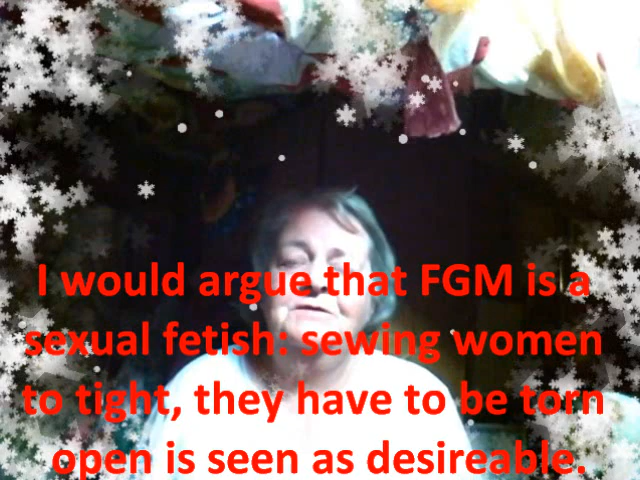 I would argue that FGM is a
sexual fetish: sewing women
to tight, they have to be torn
open is seen as desireable.